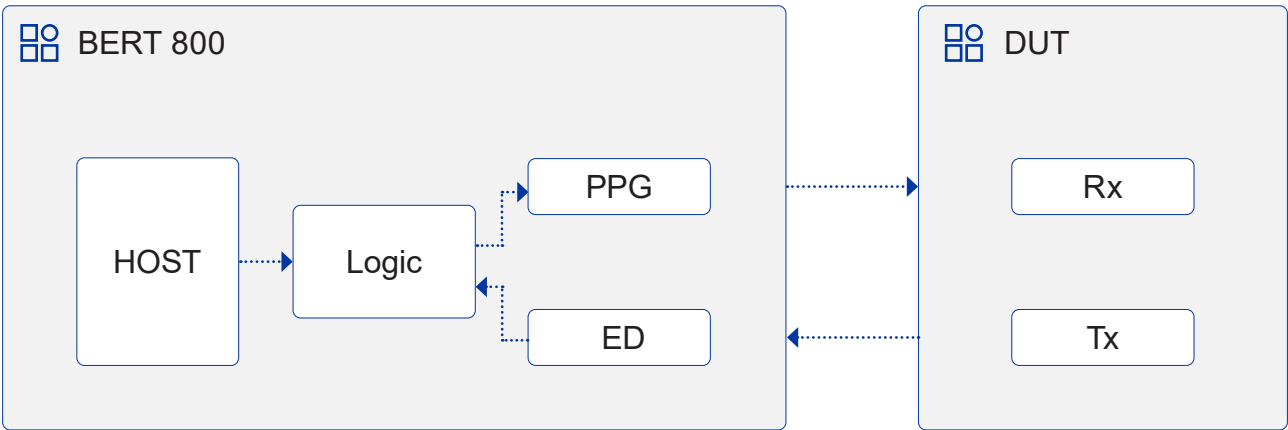 BERT 800
DUT
HOST
Logic
PPG
ED
Rx
Tx